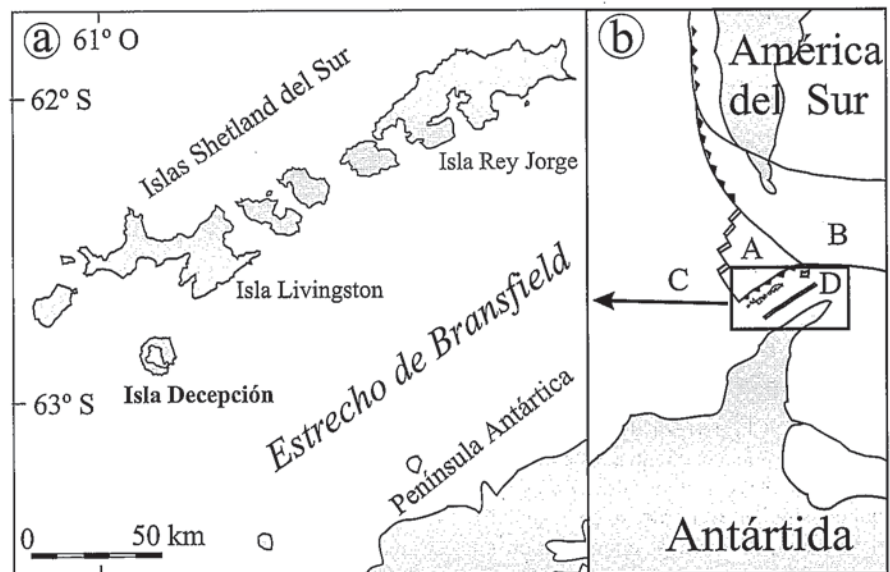 a
61º O
62º S
Islas Shetland del Sur
Isla Rey Jorge
Isla Livingston
Isla Decepción
63º S
Estrecho de Bransfield
Península Antártica
0 50 km
b
América
del Sur
A
B
C
D
Antártida